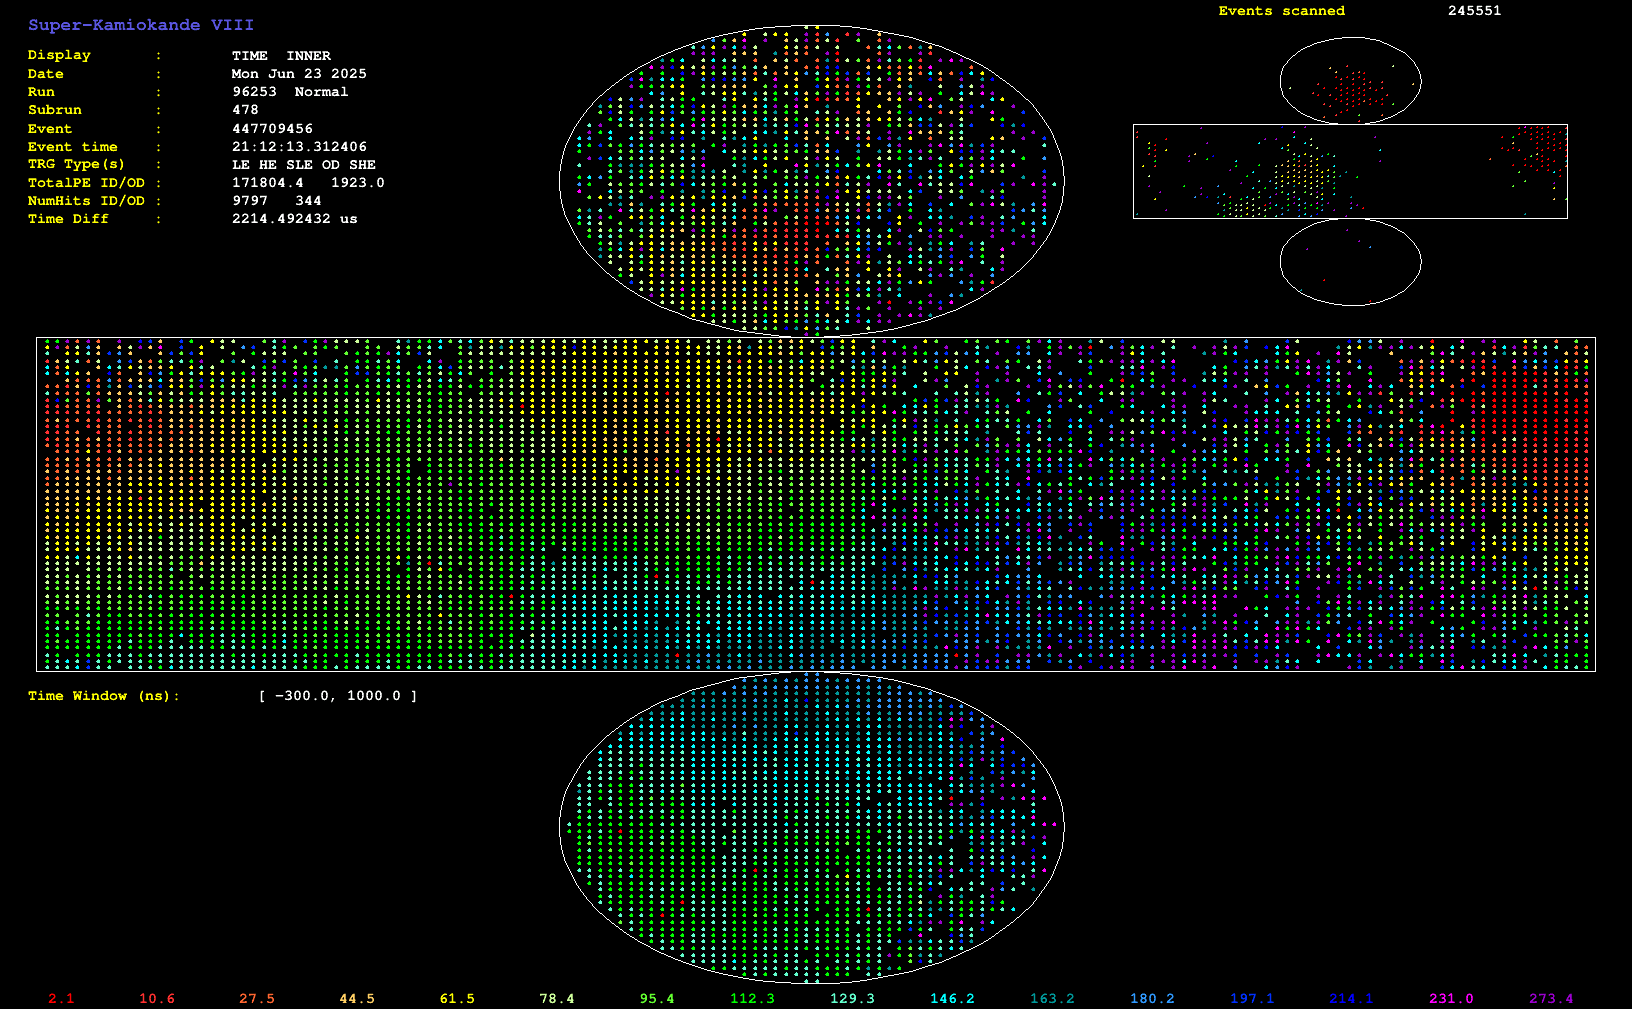 Super-Kamiokande VIII
Events scanned 245551
Display : TIME INNER
Date : Mon Jun 23 2025
Run : 96253 Normal
Subrun : 478
Event : 447709456
Event time : 21:12:13.312406
TRG Type(s) : LE HE SLE OD SHE
TotalPE ID/OD : 171804.4 1923.0
NumHits ID/OD : 9797 344
Time Diff : 2214.492432 us
Time Window (ns): [ -300.0, 1000.0 ]
2.1 10.6 27.5 44.5 61.5 78.4 95.4 112.3 129.3 146.2 163.2 180.2 197.1 214.1 231.0 273.4